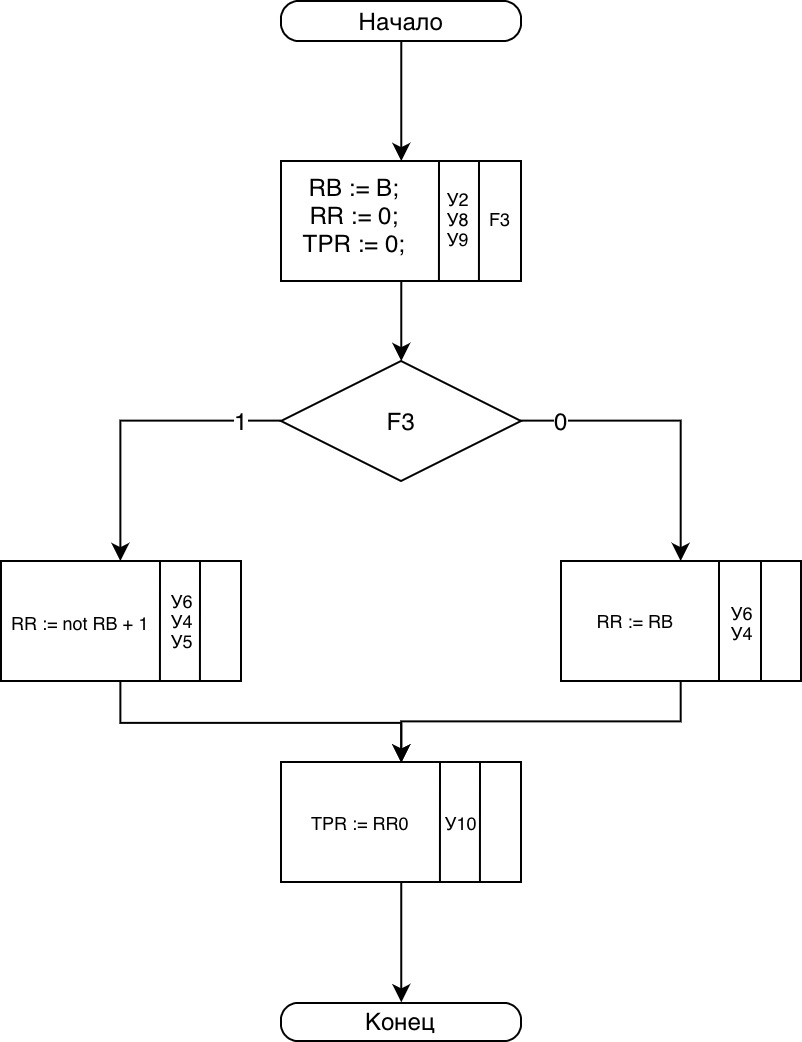 Начало
RB := B;
RR := 0;
TPR := 0;
У2
У8
У9
F3
F3
1
0
RR := not RB + 1
У6
У4
У5
RR := RB
У6
У4
TPR := RR0
У10
Конец